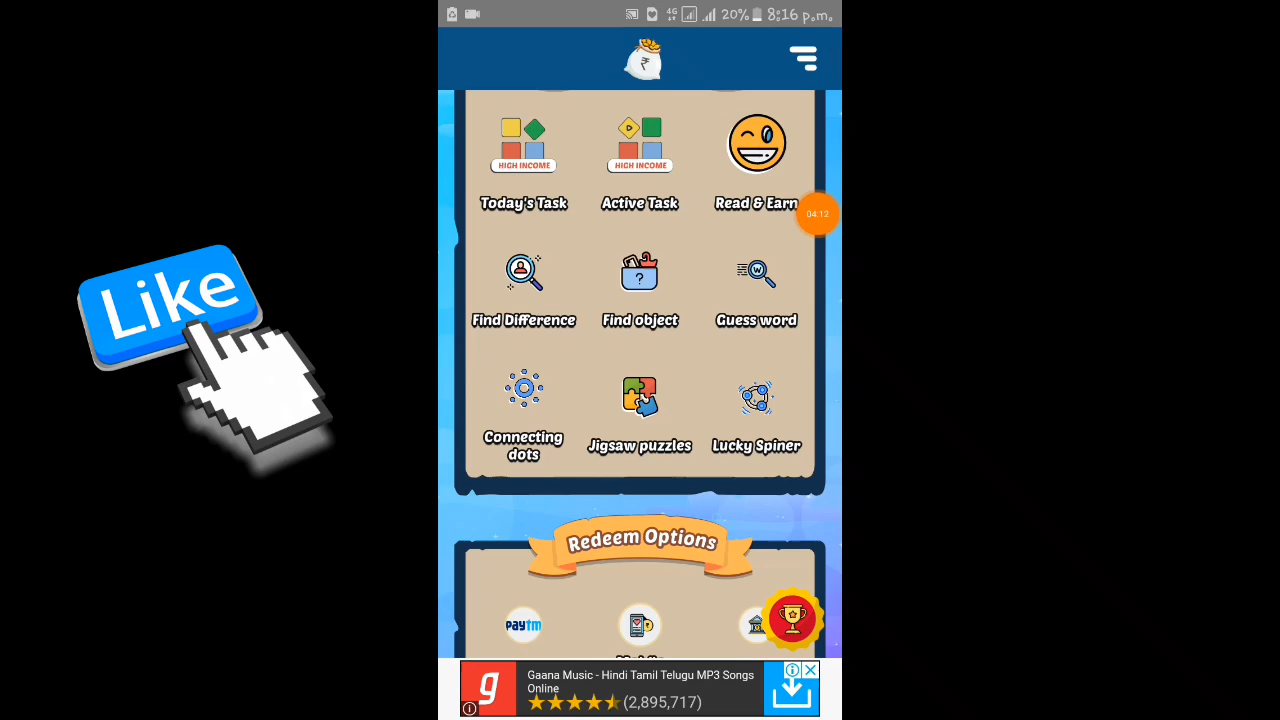 4G 20% 8:16 p.m.
₹
HIGH INCOME HIGH INCOME
Today's Task Active Task Read & Earn
04:12
Like
?
W
Find Difference Find object Guess word
Connecting
dots
Jigsaw puzzles Lucky Spiner
Redeem Options
paytm
g
Gaana Music - Hindi Tamil Telugu MP3 Songs
Online
(2,895,717)